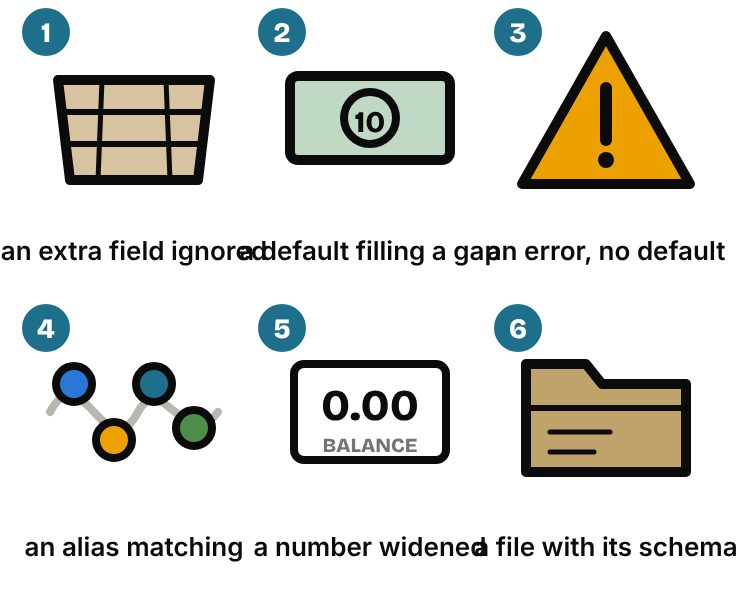 1
2
3
10
an extra field ignored
a default filling a gap
an error, no default
4
5
6
0.00
BALANCE
an alias matching
a number widened
a file with its schema